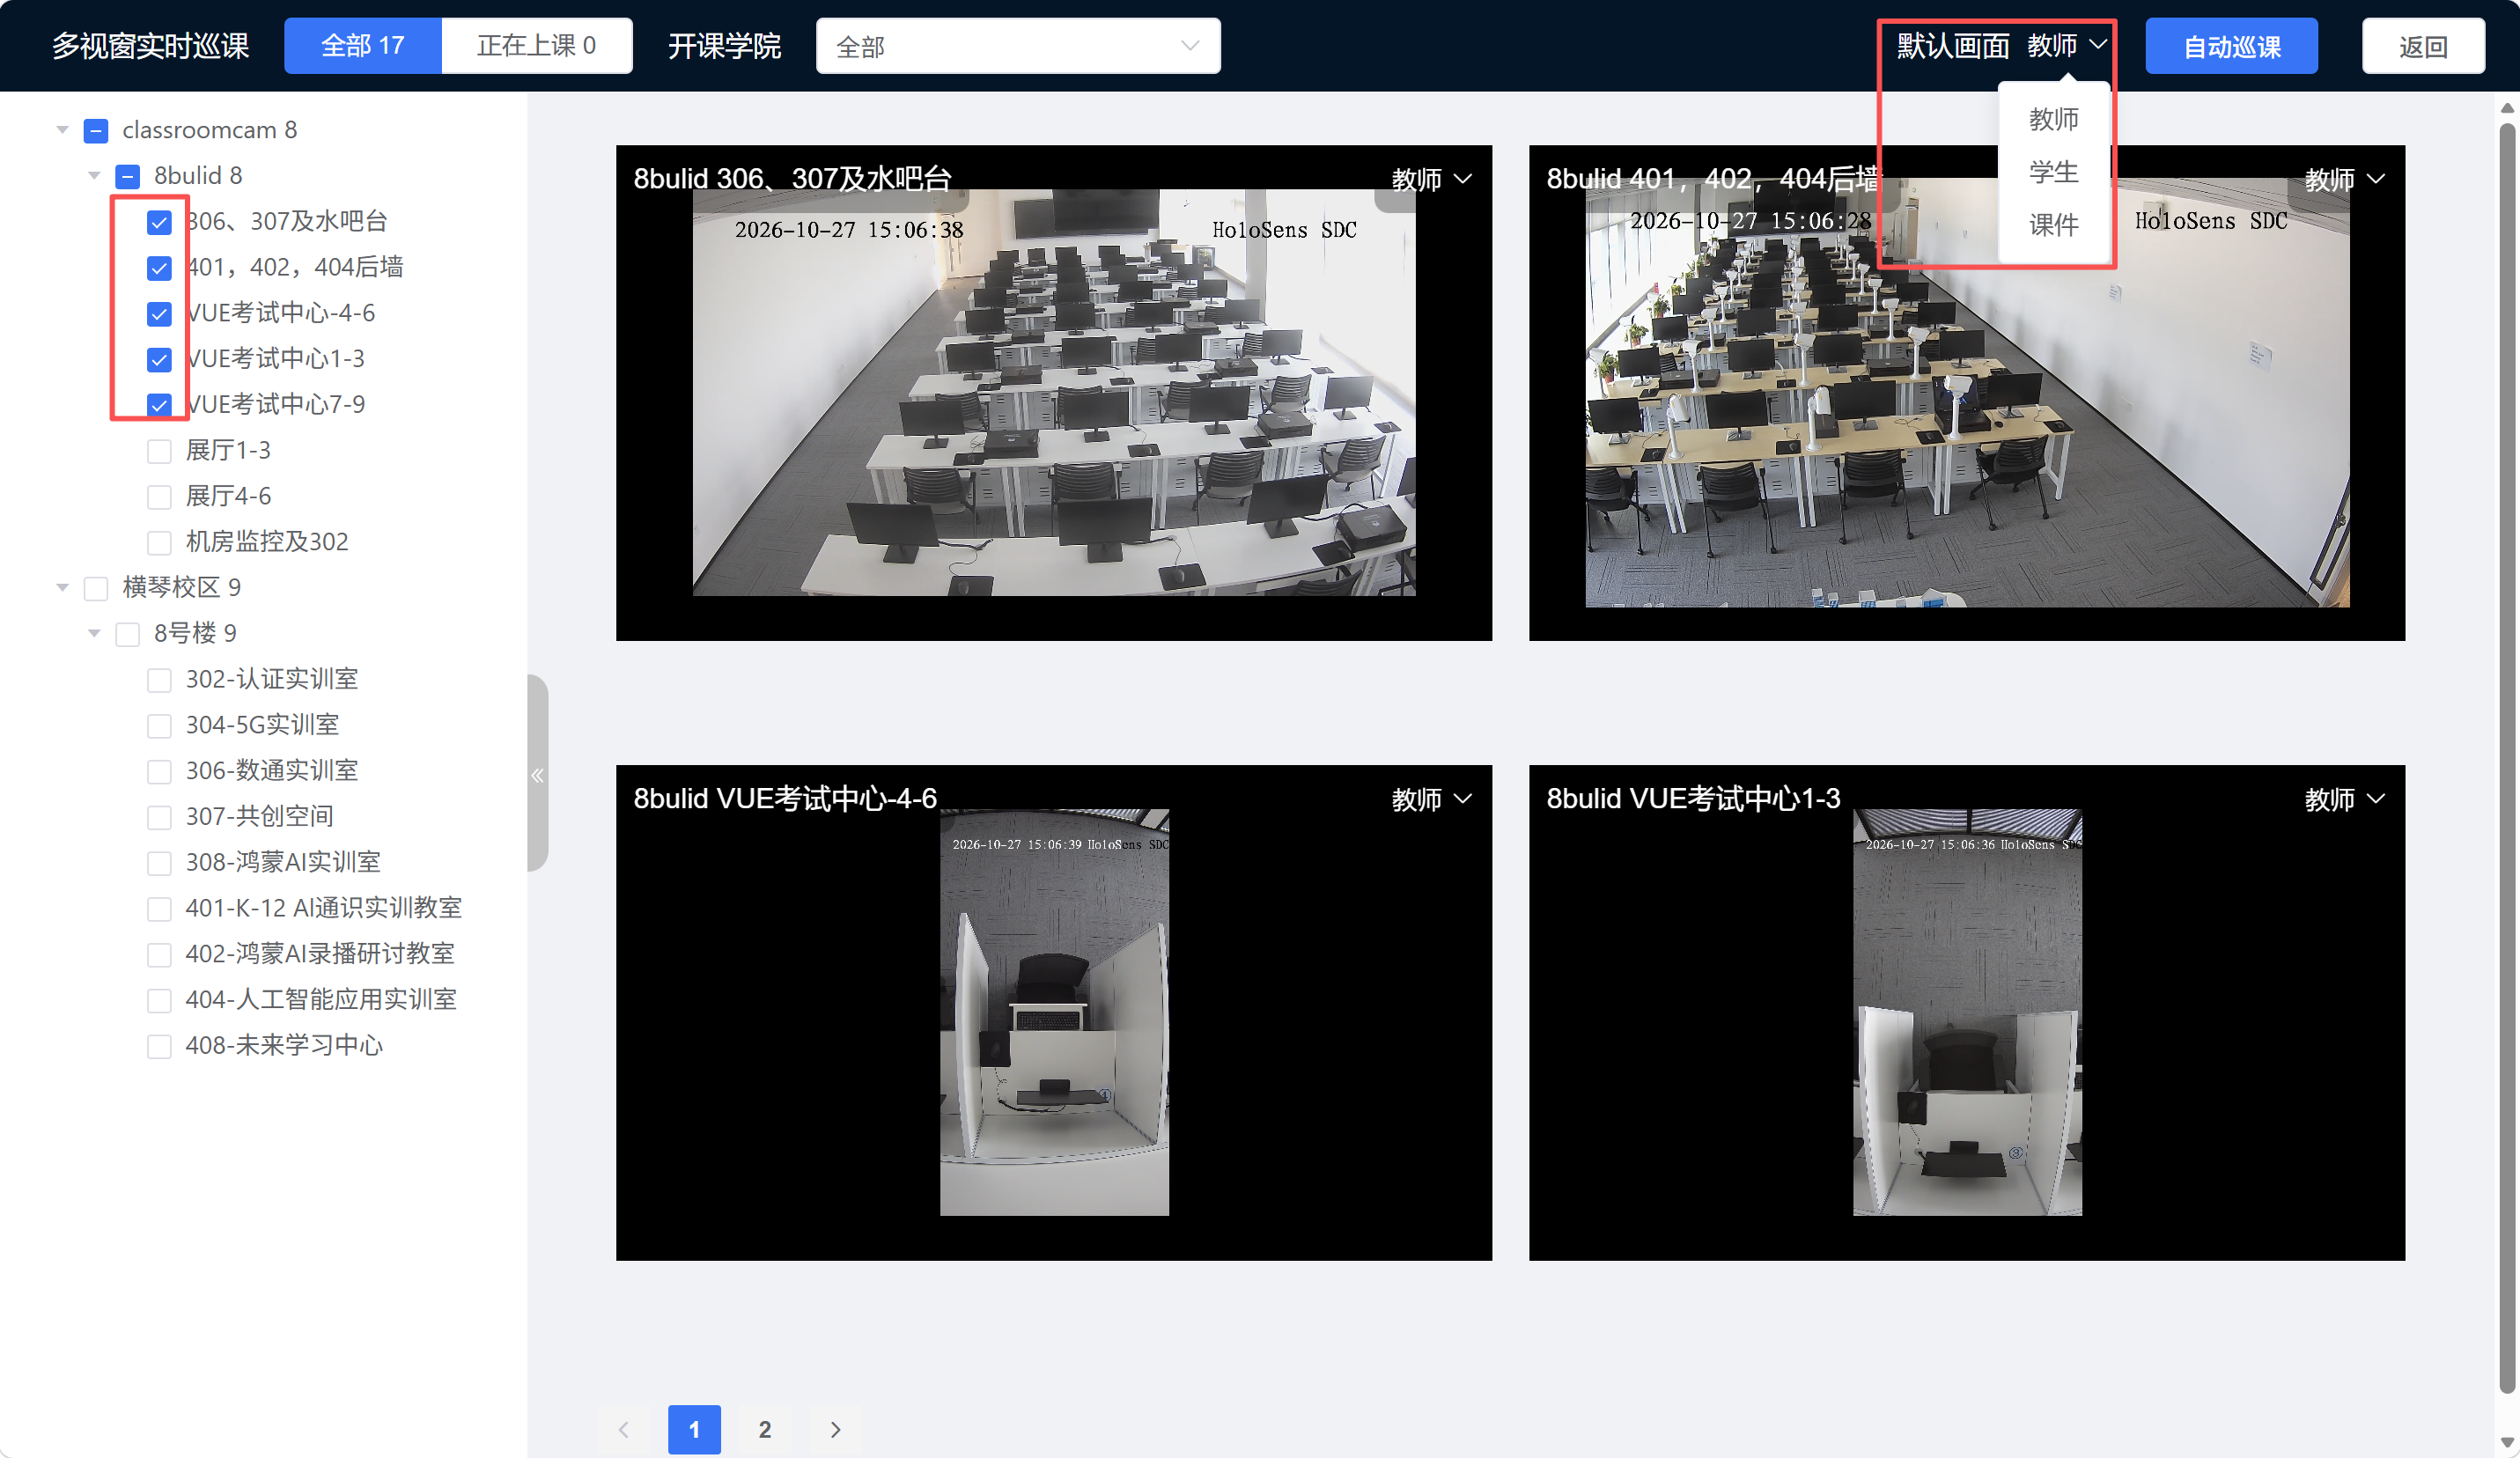 多视窗实时巡课 全部 17 正在上课 0 开课学院 全部 默认画面 教师 自动巡课 返回
教师
学生
课件
classroomcam 8
8bulid 8
306、307及水吧台
401，402，404后墙
VUE考试中心-4-6
VUE考试中心1-3
VUE考试中心7-9
展厅1-3
展厅4-6
机房监控及302
横琴校区 9
8号楼 9
302-认证实训室
304-5G实训室
306-数通实训室
307-共创空间
308-鸿蒙AI实训室
401-K-12 AI通识实训教室
402-鸿蒙AI录播研讨教室
404-人工智能应用实训室
408-未来学习中心
8bulid 306、307及水吧台 教师
2026-10-27 15:06:38 HoloSens SDC
8bulid 401，402，404后墙 教师
2026-10-27 15:06:28 HoloSens SDC
8bulid VUE考试中心-4-6 教师
2026-10-27 15:06:39 HoloSens SDC
8bulid VUE考试中心1-3 教师
2026-10-27 15:06:36 HoloSens SDC
1 2